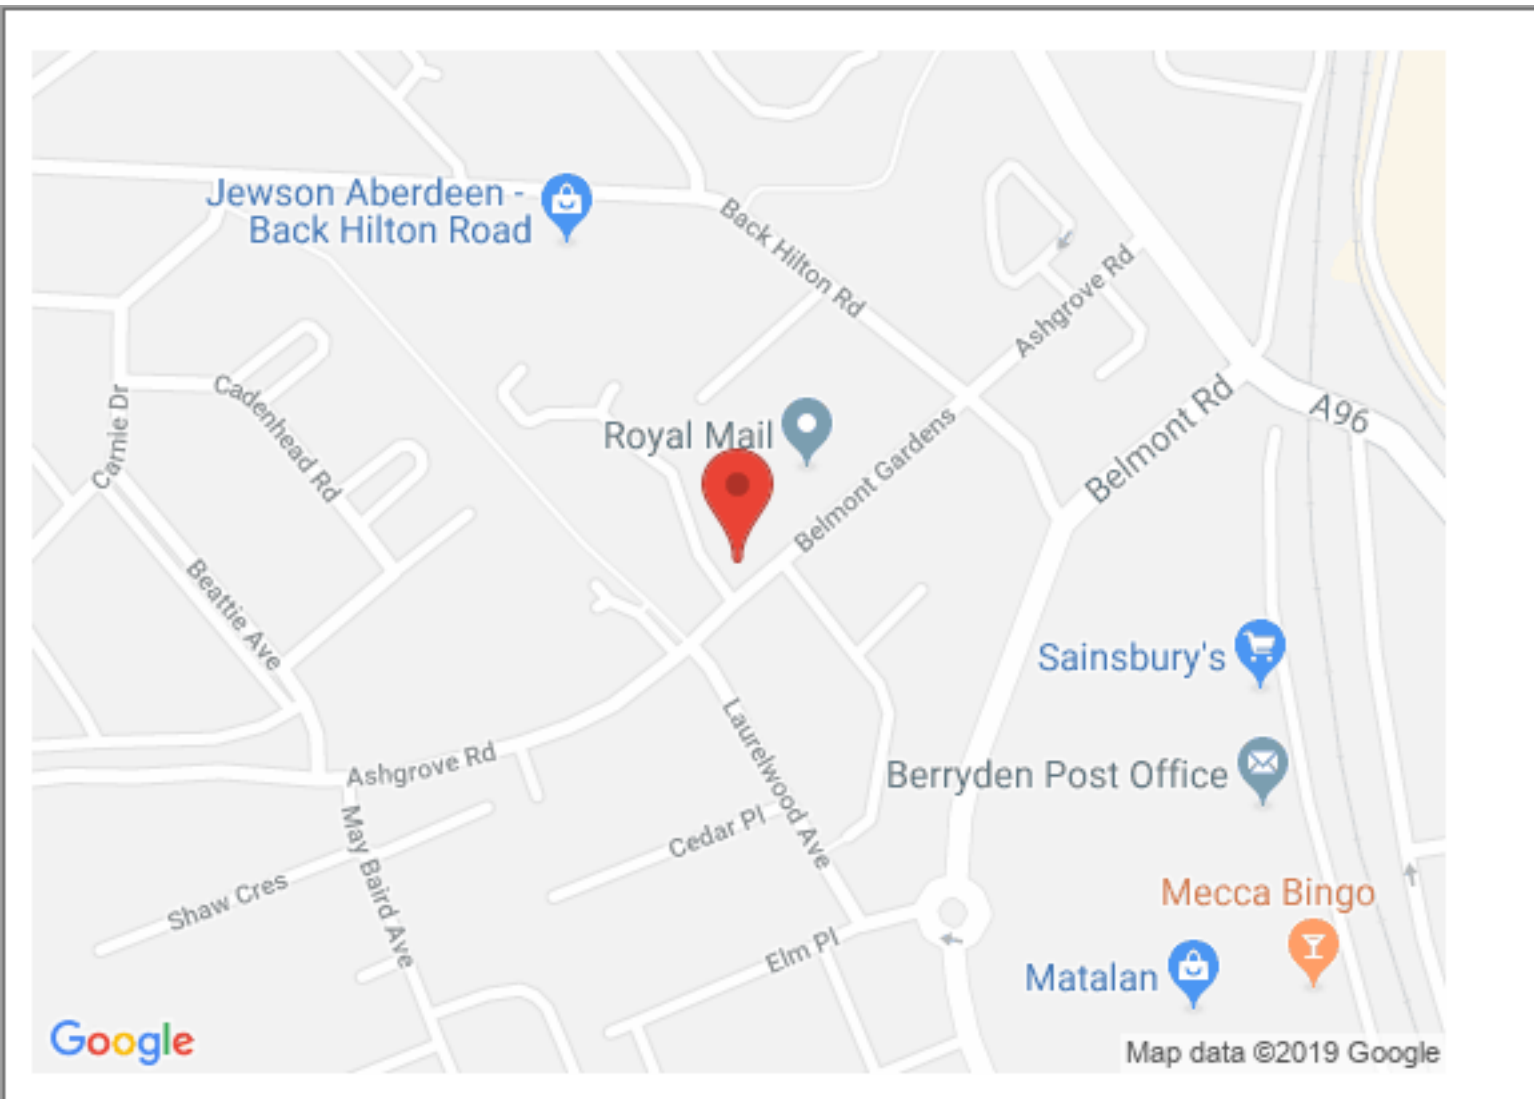 Jewson Aberdeen -
Back Hilton Road
Back Hilton Rd
Ashgrove Rd
Carnie Dr
Cadenhead Rd
Royal Mail
Belmont Gardens
Belmont Rd
A96
Beattie Ave
Sainsbury's
Laurelwood Ave
Ashgrove Rd
Berryden Post Office
May Baird Ave
Cedar Pl
Shaw Cres
Mecca Bingo
Elm Pl
Matalan
Google
Map data ©2019 Google